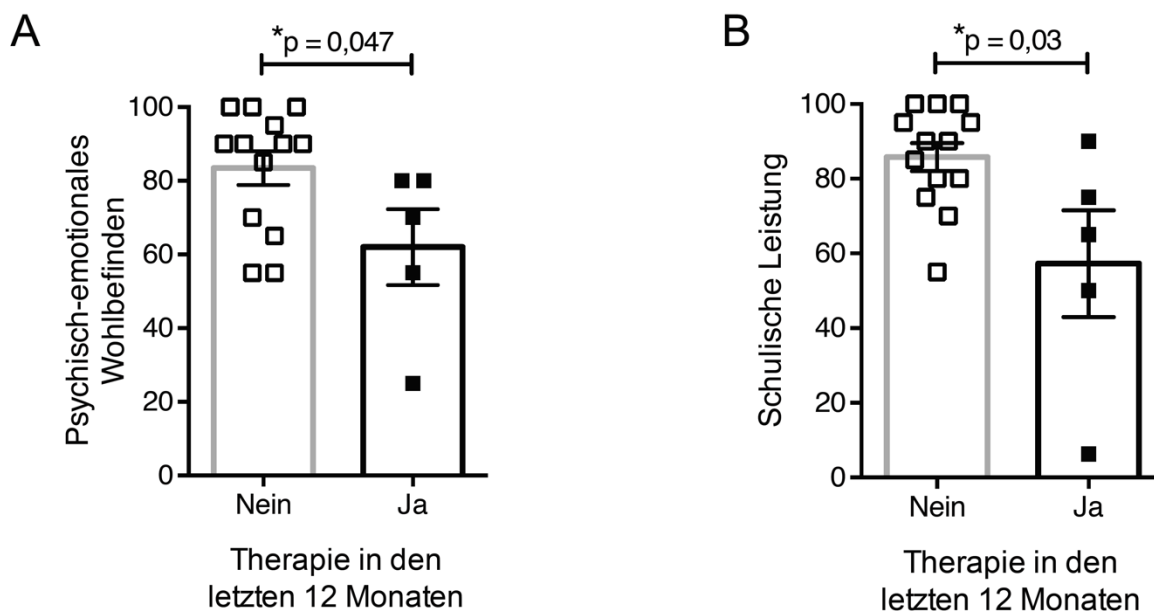 A
*p = 0,047
Psychisch-emotionales
Wohlbefinden
100
80
60
40
20
0
Nein
Ja
Therapie in den
letzten 12 Monaten
B
*p = 0,03
Schulische Leistung
100
80
60
40
20
0
Nein
Ja
Therapie in den
letzten 12 Monaten